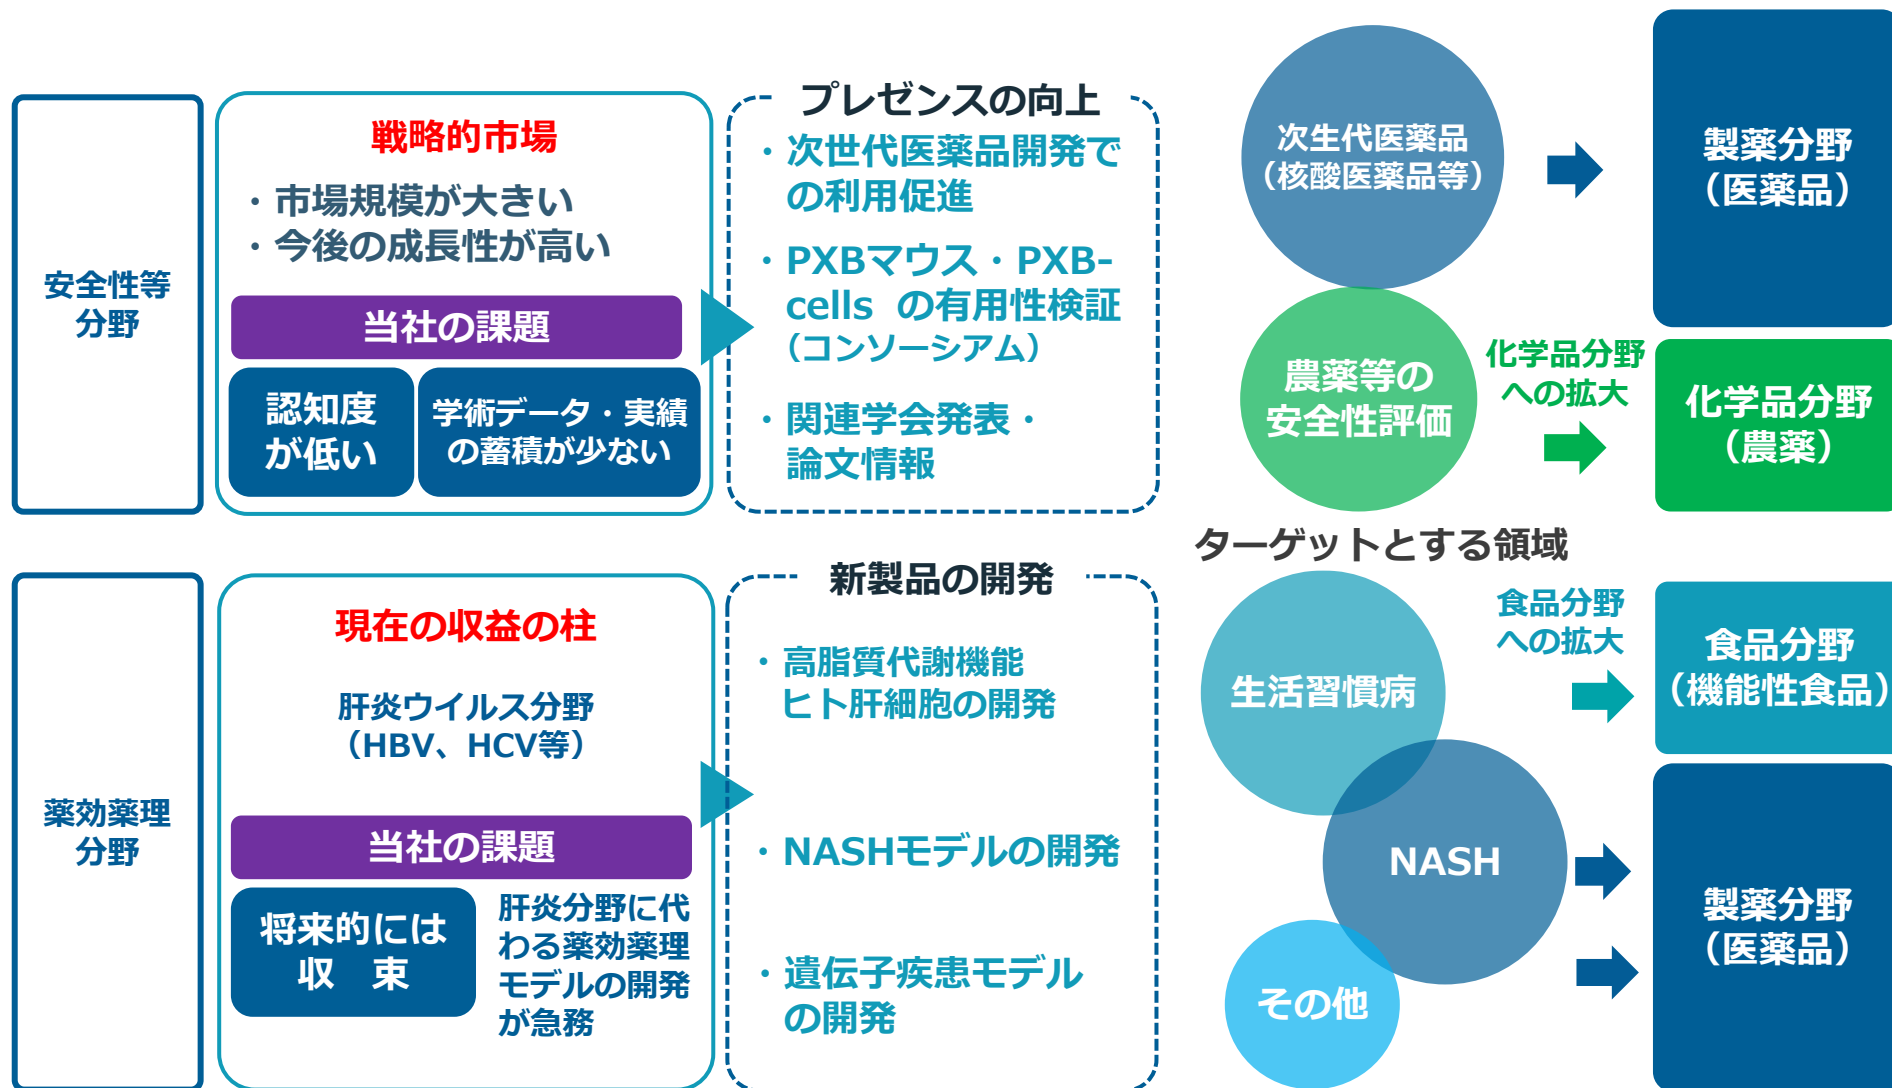 安全性等
分野
戦略的市場
・市場規模が大きい
・今後の成長性が高い
当社の課題
認知度
が低い
学術データ・実績
の蓄積が少ない
プレゼンスの向上
・次世代医薬品開発で
の利用促進
・PXBマウス・PXB-
cells の有用性検証
（コンソーシアム）
・関連学会発表・
論文情報
次生代医薬品
（核酸医薬品等）
製薬分野
（医薬品）
農薬等の
安全性評価
化学品分野
への拡大
化学品分野
（農薬）
ターゲットとする領域
薬効薬理
分野
現在の収益の柱
肝炎ウイルス分野
（HBV、HCV等）
当社の課題
将来的には
収　束
肝炎分野に代
わる薬効薬理
モデルの開発
が急務
新製品の開発
・高脂質代謝機能
ヒト肝細胞の開発
・NASHモデルの開発
・遺伝子疾患モデル
の開発
生活習慣病
食品分野
への拡大
食品分野
（機能性食品）
NASH
その他
製薬分野
（医薬品）